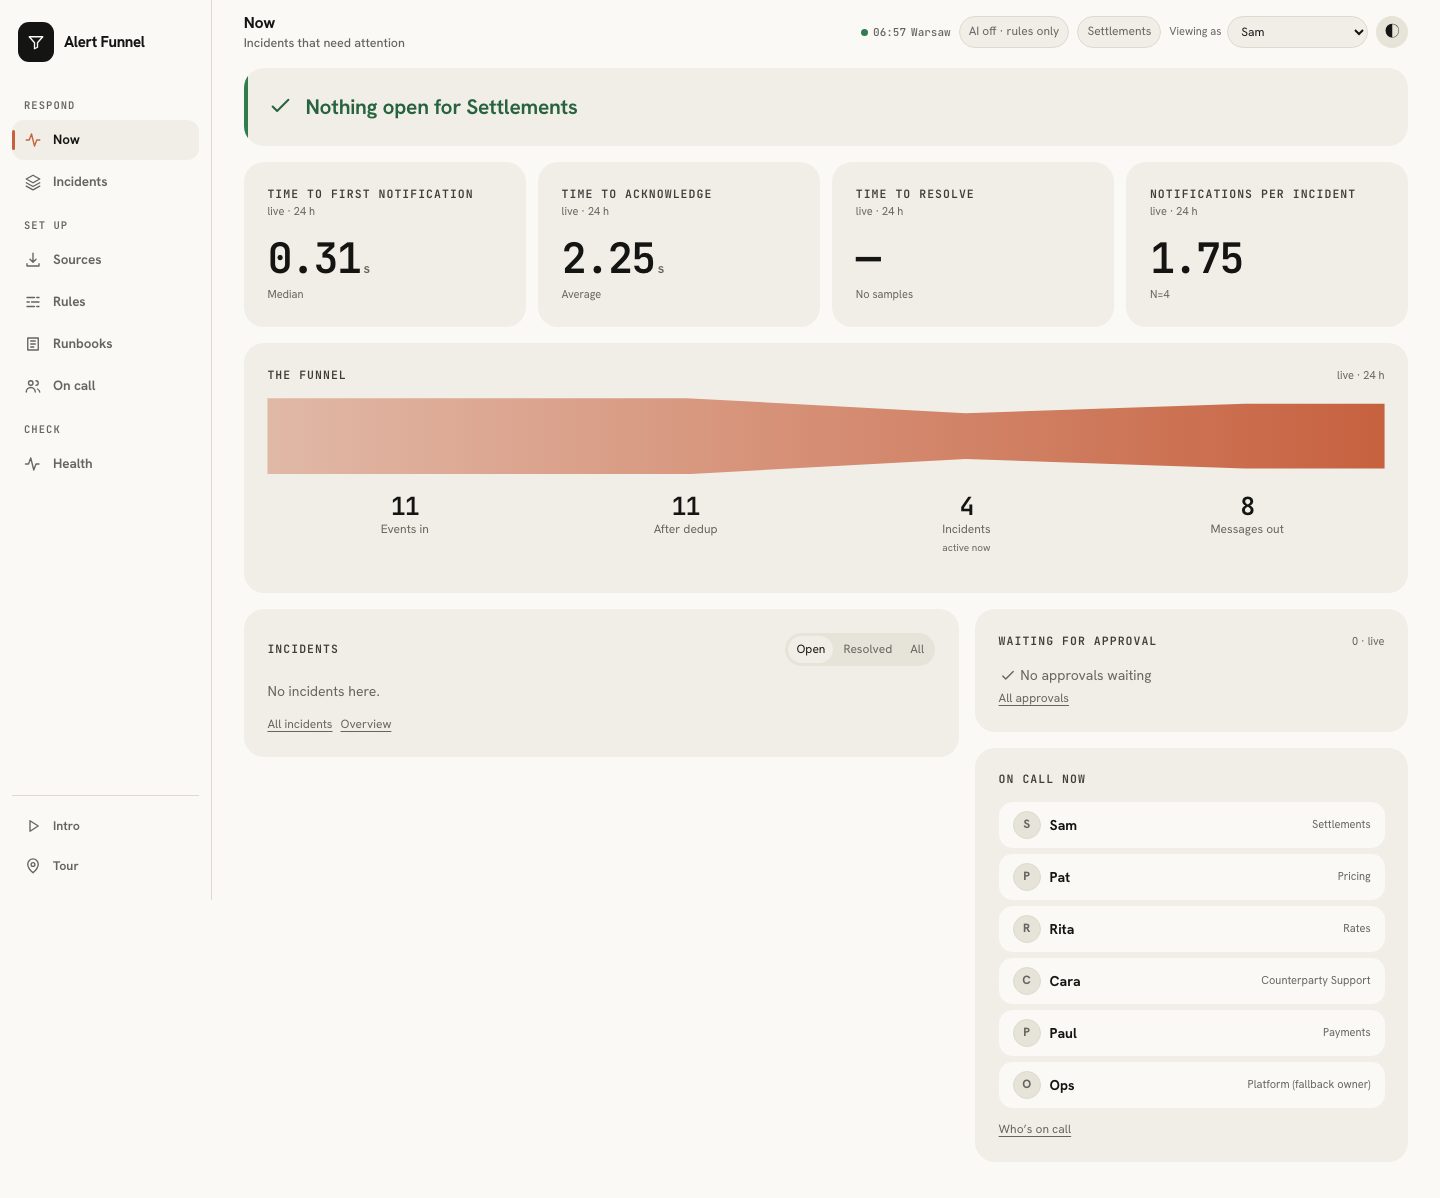 Alert Funnel
RESPOND
Now
Incidents
SET UP
Sources
Rules
Runbooks
On call
CHECK
Health
Intro
Tour
Now
Incidents that need attention
06:57 Warsaw
AI off · rules only
Settlements
Viewing as
Sam
Nothing open for Settlements
TIME TO FIRST NOTIFICATION
live · 24 h
0.31 s
Median
TIME TO ACKNOWLEDGE
live · 24 h
2.25 s
Average
TIME TO RESOLVE
live · 24 h
—
No samples
NOTIFICATIONS PER INCIDENT
live · 24 h
1.75
N=4
THE FUNNEL
live · 24 h
11
Events in
11
After dedup
4
Incidents
active now
8
Messages out
INCIDENTS
Open
Resolved
All
No incidents here.
All incidents
Overview
WAITING FOR APPROVAL
0 · live
No approvals waiting
All approvals
ON CALL NOW
S
Sam
Settlements
P
Pat
Pricing
R
Rita
Rates
C
Cara
Counterparty Support
P
Paul
Payments
O
Ops
Platform (fallback owner)
Who's on call